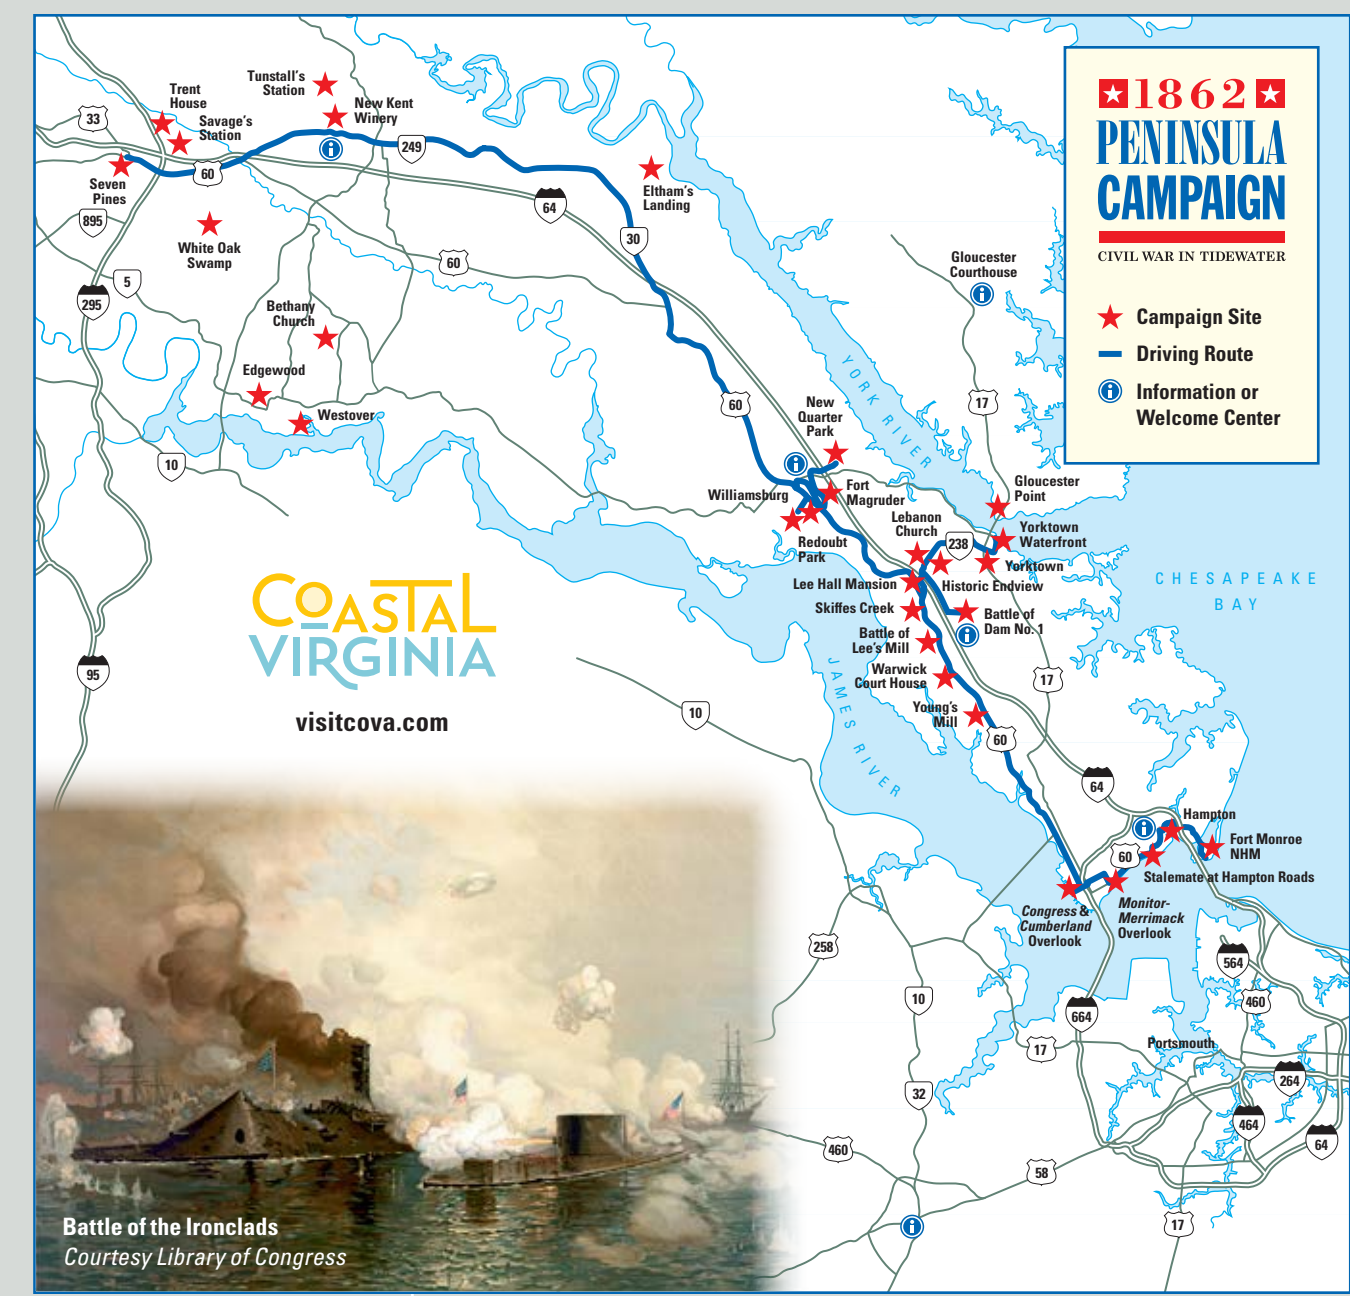 1862
PENINSULA
CAMPAIGN
CIVIL WAR IN TIDEWATER
Campaign Site
Driving Route
Information or
Welcome Center
Tunstall's
Station
Trent
House
New Kent
Winery
Savage's
Station
33
249
60
Seven
Pines
Eltham's
Landing
64
895
30
White Oak
Swamp
60
5
295
Gloucester
Courthouse
Bethany
Church
Edgewood
YORK RIVER
17
60
New
Quarter
Park
Westover
10
Williamsburg
Fort
Magruder
Gloucester
Point
Lebanon
Church
238
Yorktown
Waterfront
Redoubt
Park
Yorktown
Lee Hall Mansion
Historic Endview
CHESAPEAKE
BAY
Skiffes Creek
Battle of
Dam No. 1
Battle of
Lee's Mill
Warwick
Court House
17
JAMES RIVER
Young's
Mill
10
60
95
COASTAL
VIRGINIA
visitcova.com
64
Hampton
Fort Monroe
NHM
60
Stalemate at Hampton Roads
Congress &
Cumberland
Overlook
Monitor-
Merrimack
Overlook
258
564
10
460
664
17
Portsmouth
264
32
464
64
460
58
17
Battle of the Ironclads
Courtesy Library of Congress